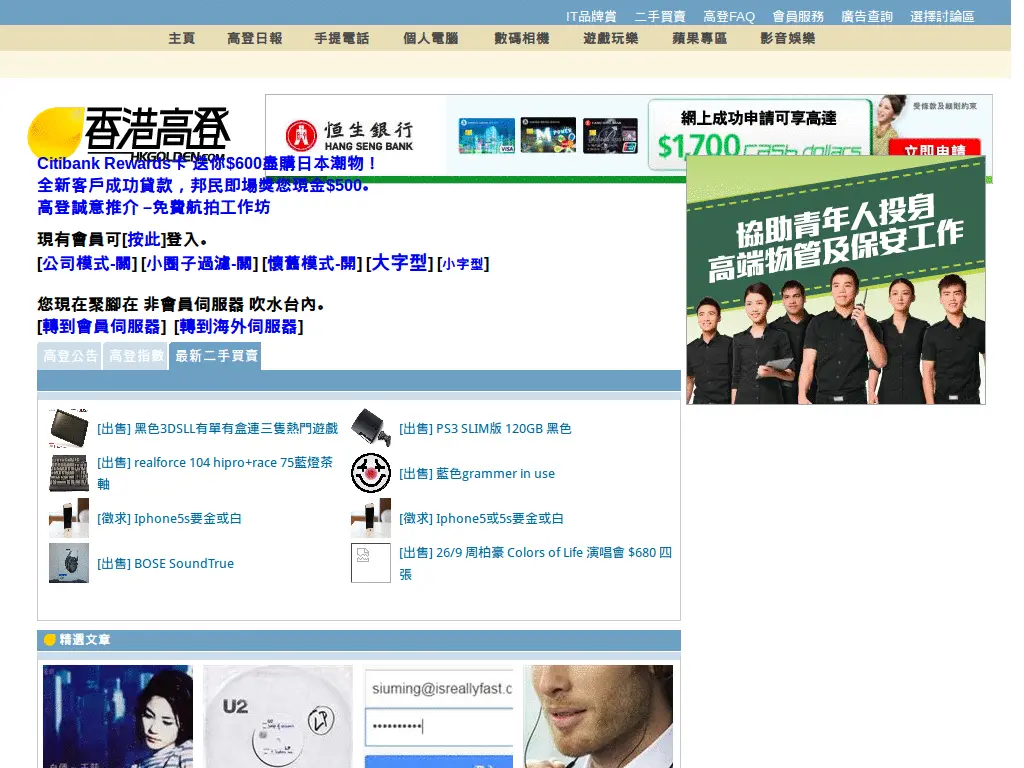 IT品牌賞 二手買賣 高登FAQ 會員服務 廣告查詢 選擇討論區
主頁 高登日報 手提電話 個人電腦 數碼相機 遊戲玩樂 蘋果專區 影音娛樂
香港高登
HKGOLDEN.COM
恒生銀行
HANG SENG BANK
VISA
網上成功申請可享高達
$1,700 cash dollars
受條款及細則約束
立即申請
Citibank Rewards卡 送你$600盡購日本潮物！
全新客戶成功貸款，邦民即場獎您現金$500。
高登誠意推介 –免費航拍工作坊
現有會員可[按此]登入。
[公司模式-關] [小圈子過濾-關] [懷舊模式-開] [大字型] [小字型]
您現在聚腳在 非會員伺服器 吹水台內。
[轉到會員伺服器] [轉到海外伺服器]
協助青年人投身
高端物管及保安工作
高登公告 高登指數 最新二手買賣
[出售] 黑色3DSLL有單有盒連三隻熱門遊戲
[出售] PS3 SLIM版 120GB 黑色
[出售] realforce 104 hipro+race 75藍燈茶
軸
[出售] 藍色grammer in use
[徵求] Iphone5s要金或白
[徵求] Iphone5或5s要金或白
[出售] BOSE SoundTrue
[出售] 26/9 周柏豪 Colors of Life 演唱會 $680 四
張
精選文章
U2
siuming@isreallyfast.c